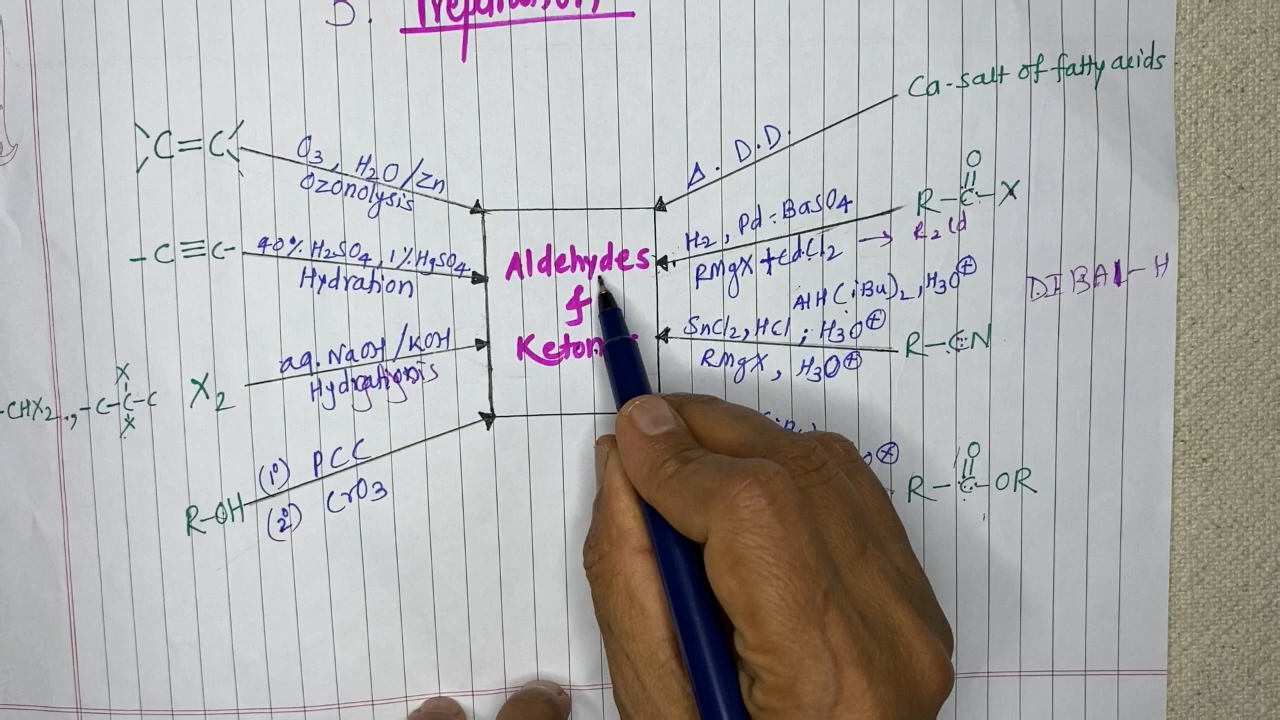 3. Preparation
Ca-salt of fatty acids
Δ. D.D.
C=C
O3, H2O/Zn
Ozonolysis
-C≡C-
40% H2SO4, 1% HgSO4
Hydration
aq. NaOH/KOH
X2
-CHX2., -C-C-C
X
X
R-OH
(1°) PCC
(2°) CrO3
Aldehydes
&
H2, Pd-BaSO4
RMgX + CdCl2 →
R2Cd
O
R-C-X
AlH(iBu)2, H3O⊕
DIBAL-H
SnCl2, HCl; H3O⊕
RMgX, H3O⊕
R-CN
O
R-C-OR